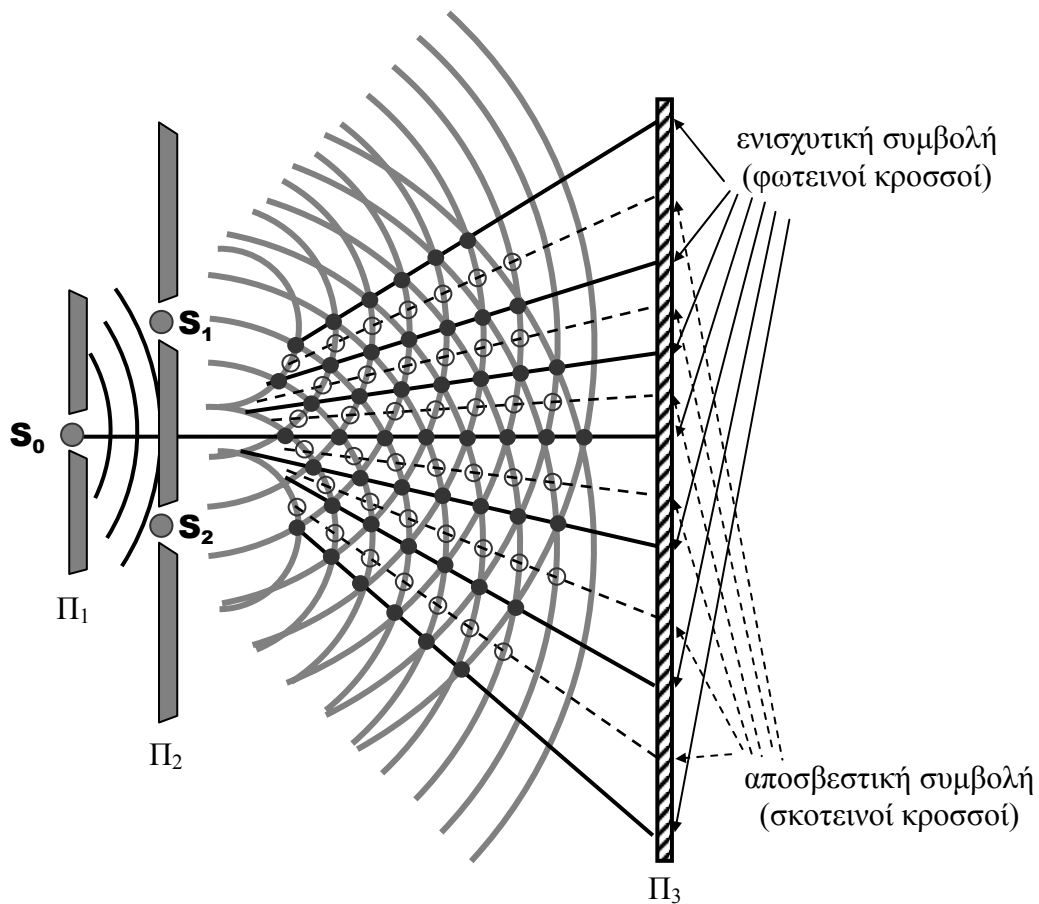 ενισχυτική συμβολή
(φωτεινοί κροσσοί)
S₁
S₀
S₂
Π₁
Π₂
αποσβεστική συμβολή
(σκοτεινοί κροσσοί)
Π₃